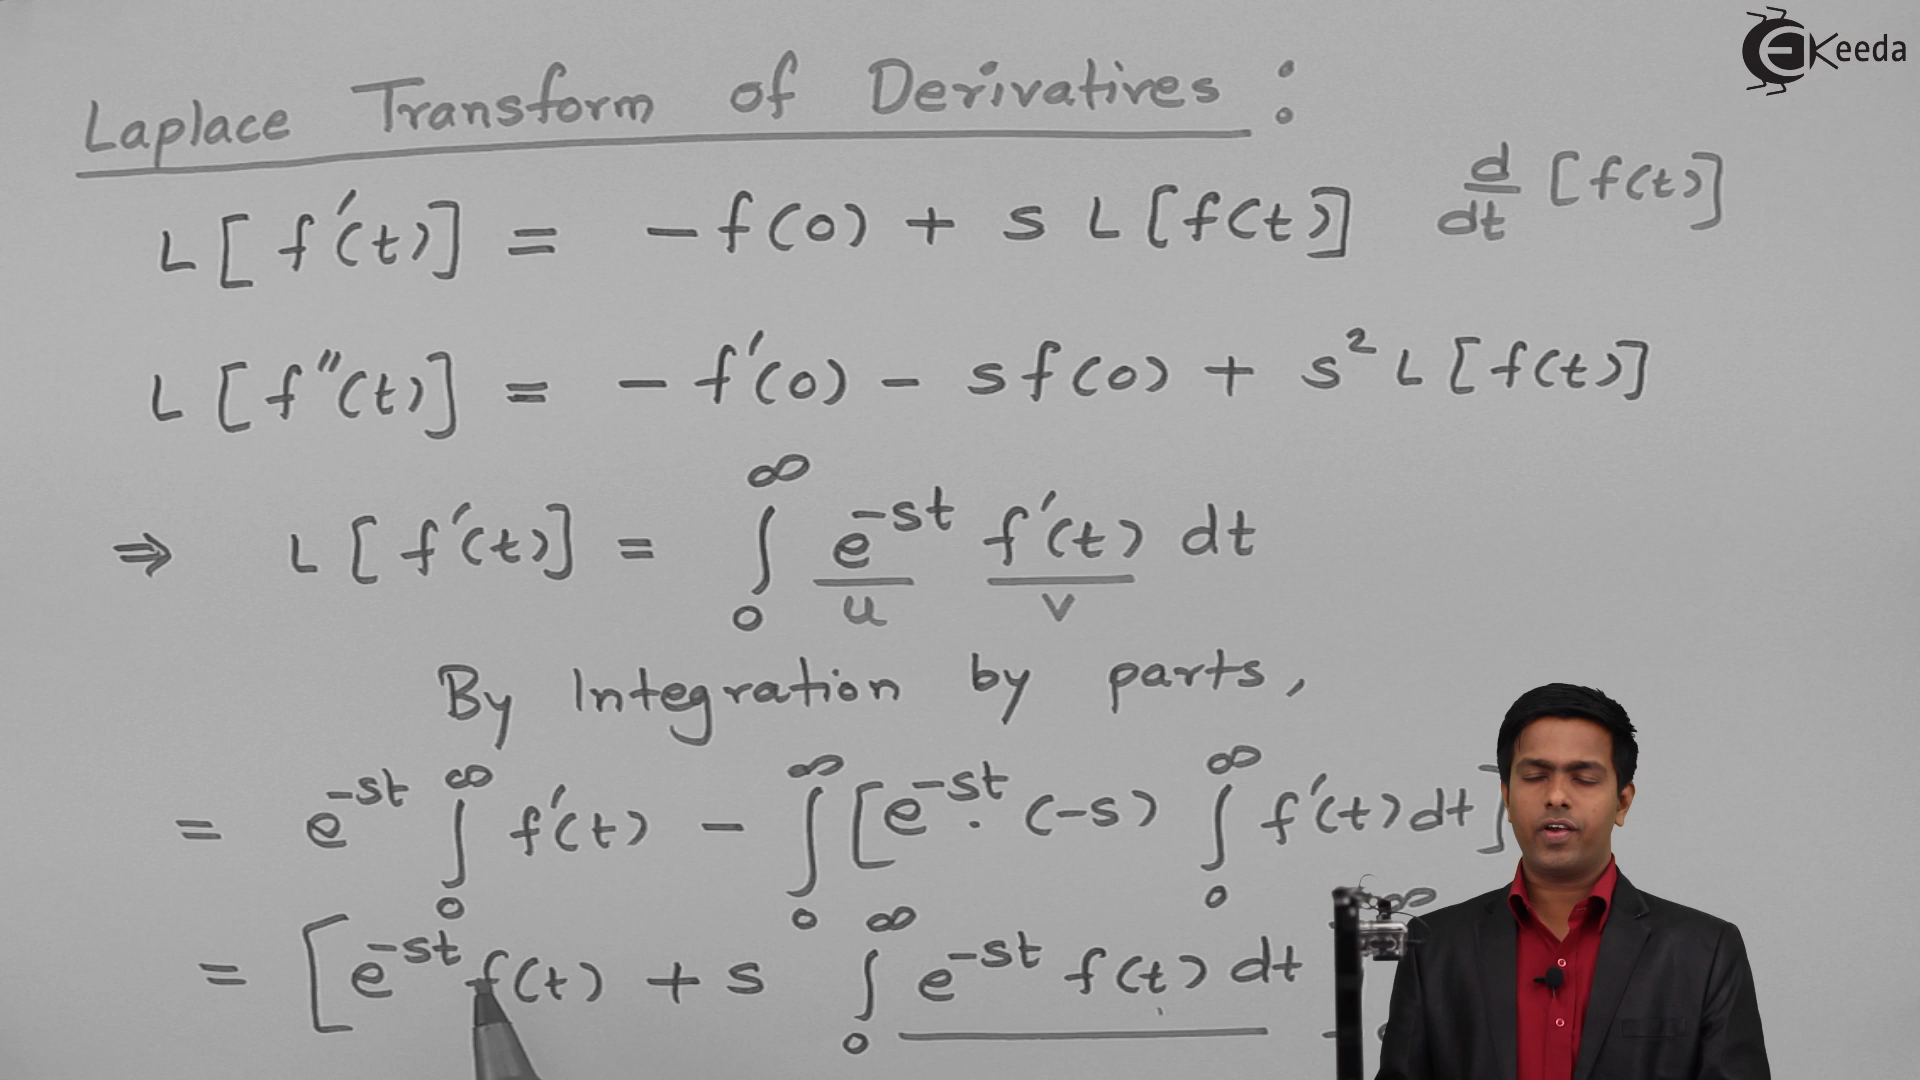 Keeda
Laplace Transform of Derivatives :
d/dt [f(t)]
L[f'(t)] = -f(0) + s L[f(t)]
L[f"(t)] = - f'(0) - sf(0) + s² L[f(t)]
⇒ L[f'(t)] = ∫₀^∞ e^-st f'(t) dt
u v
By Integration by parts,
= e^-st ∫₀^∞ f'(t) - ∫₀^∞ [e^-st . (-s) ∫₀^∞ f'(t) dt]
= [e^-st f(t) + s ∫₀^∞ e^-st f(t) dt ∞